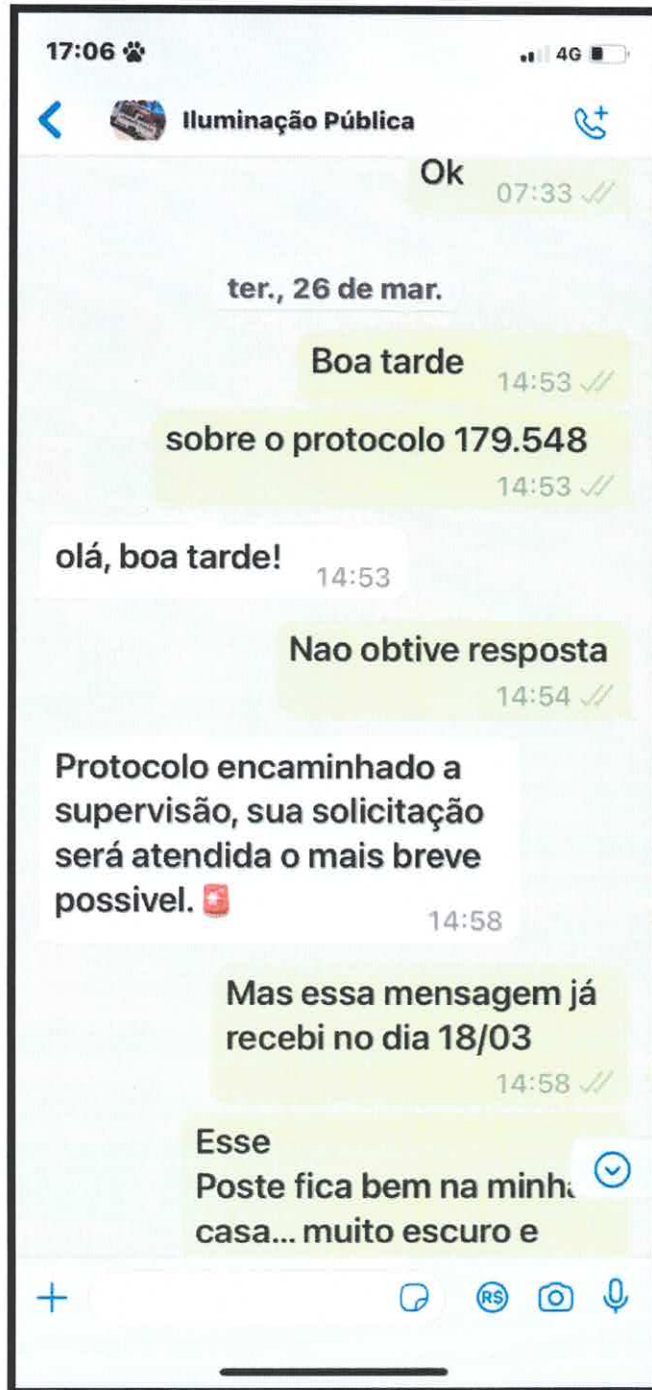 17:06
4G
Iluminação Pública
Ok
07:33
ter., 26 de mar.
Boa tarde
14:53
sobre o protocolo 179.548
14:53
olá, boa tarde!
14:53
Nao obtive resposta
14:54
Protocolo encaminhado a
supervisão, sua solicitação
será atendida o mais breve
possivel. 🚨
14:58
Mas essa mensagem já
recebi no dia 18/03
14:58
Esse
Poste fica bem na minha
casa... muito escuro e
R$